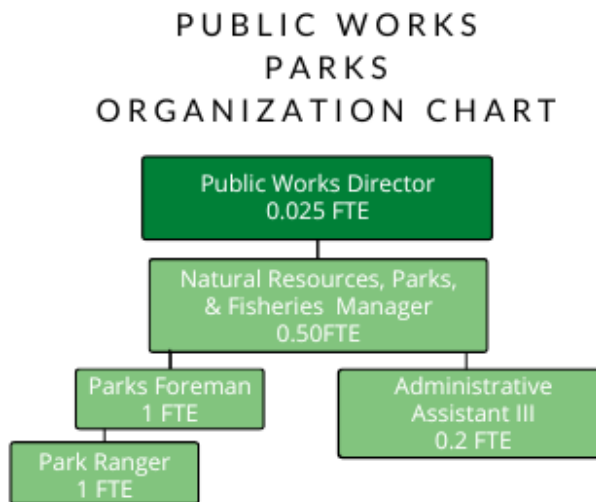 PUBLIC WORKS
PARKS
ORGANIZATION CHART
Public Works Director
0.025 FTE
Natural Resources, Parks,
& Fisheries Manager
0.50FTE
Parks Foreman
1 FTE
Administrative
Assistant III
0.2 FTE
Park Ranger
1 FTE